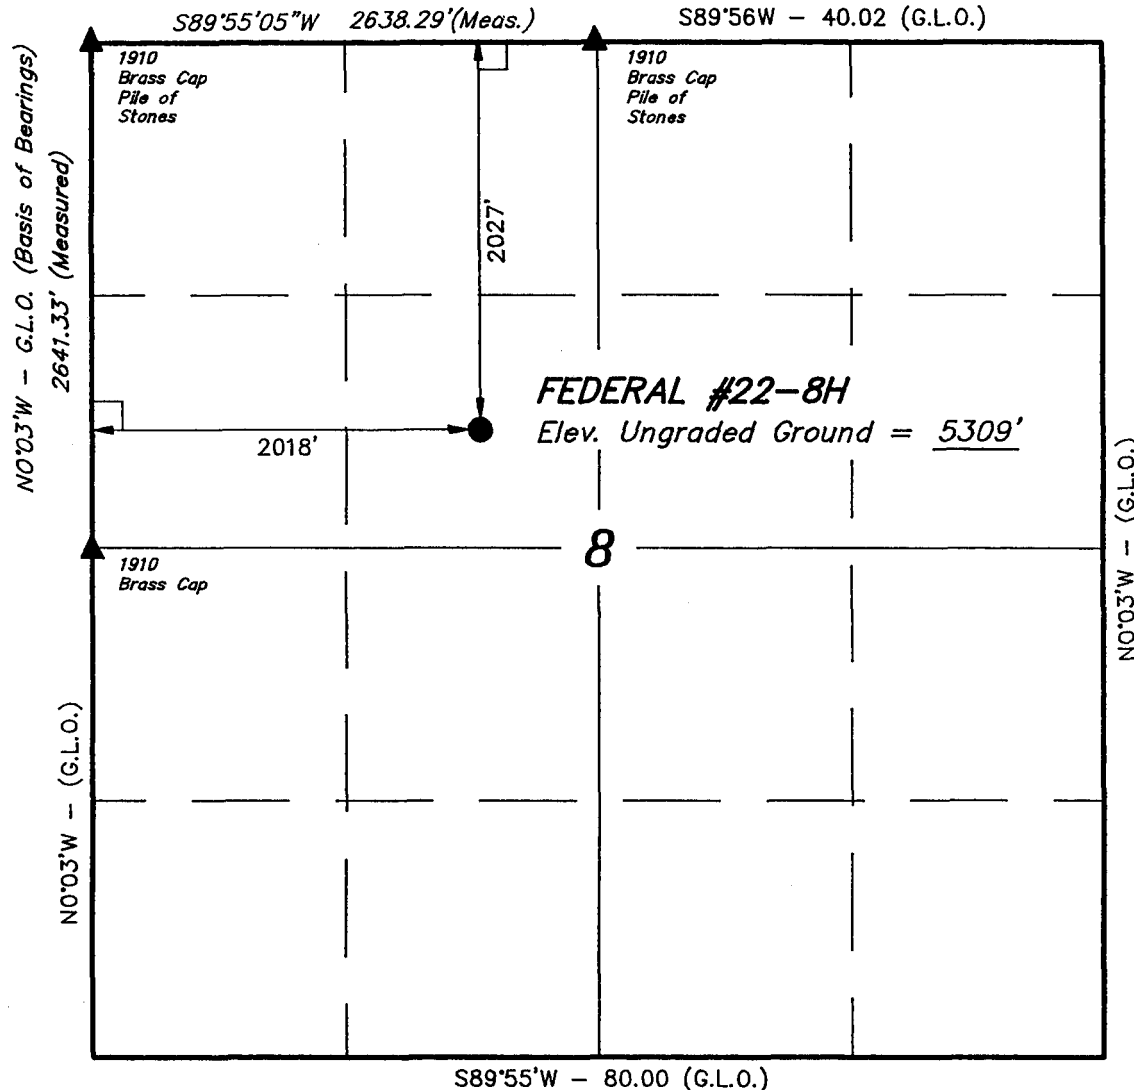 S89°55'05"W 2638.29'(Meas.)
S89°56W – 40.02 (G.L.O.)
N0°03'W – G.L.O. (Basis of Bearings)
2641.33' (Measured)
1910
Brass Cap
Pile of
Stones
1910
Brass Cap
Pile of
Stones
2027'
FEDERAL #22–8H
Elev. Ungraded Ground = 5309'
2018'
8
1910
Brass Cap
N0°03'W – (G.L.O.)
N0°03'W – (G.L.O.)
S89°55'W – 80.00 (G.L.O.)